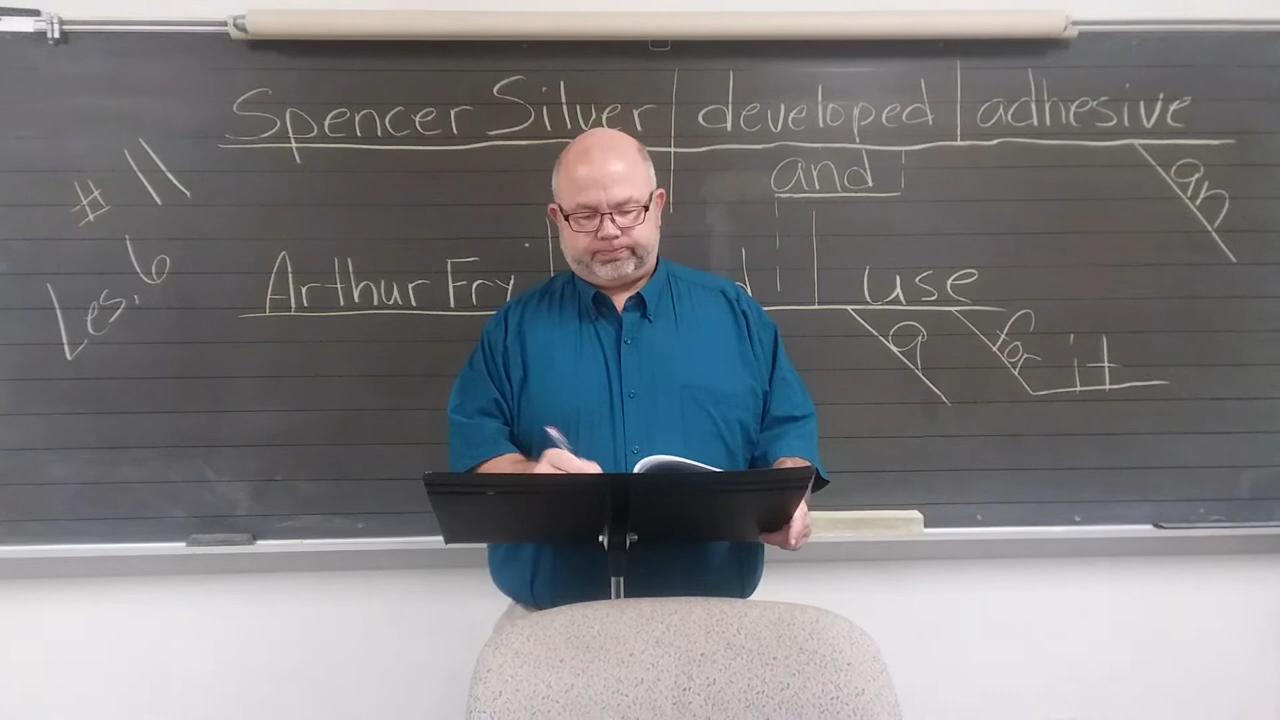 Spencer Silver developed adhesive
and an
# 11
Les. 6
Arthur Fry use
a for it